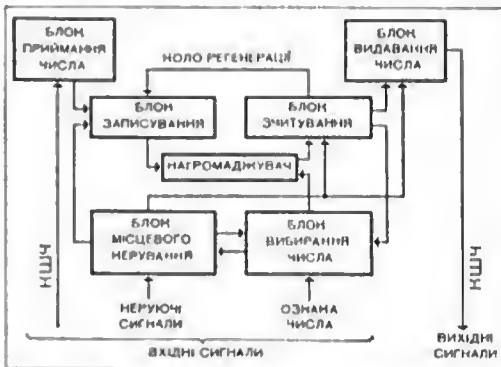 БЛОК
ПРИЙМАННЯ
ЧИСЛА
КОЛО РЕГЕНЕРАЦІЇ
БЛОК
ВИДАВАННЯ
ЧИСЛА
БЛОК
ЗАПИСУВАННЯ
БЛОК
ЗЧИТУВАННЯ
НАГРОМАДЖУВАЧ
БЛОК
МІСЦЕВОГО
КЕРУВАННЯ
БЛОК
ВИБИРАННЯ
ЧИСЛА
КШЧ
КШЧ
КЕРУЮЧІ
СИГНАЛИ
ОЗНАКА
ЧИСЛА
ВХІДНІ СИГНАЛИ
ВИХІДНІ
СИГНАЛИ